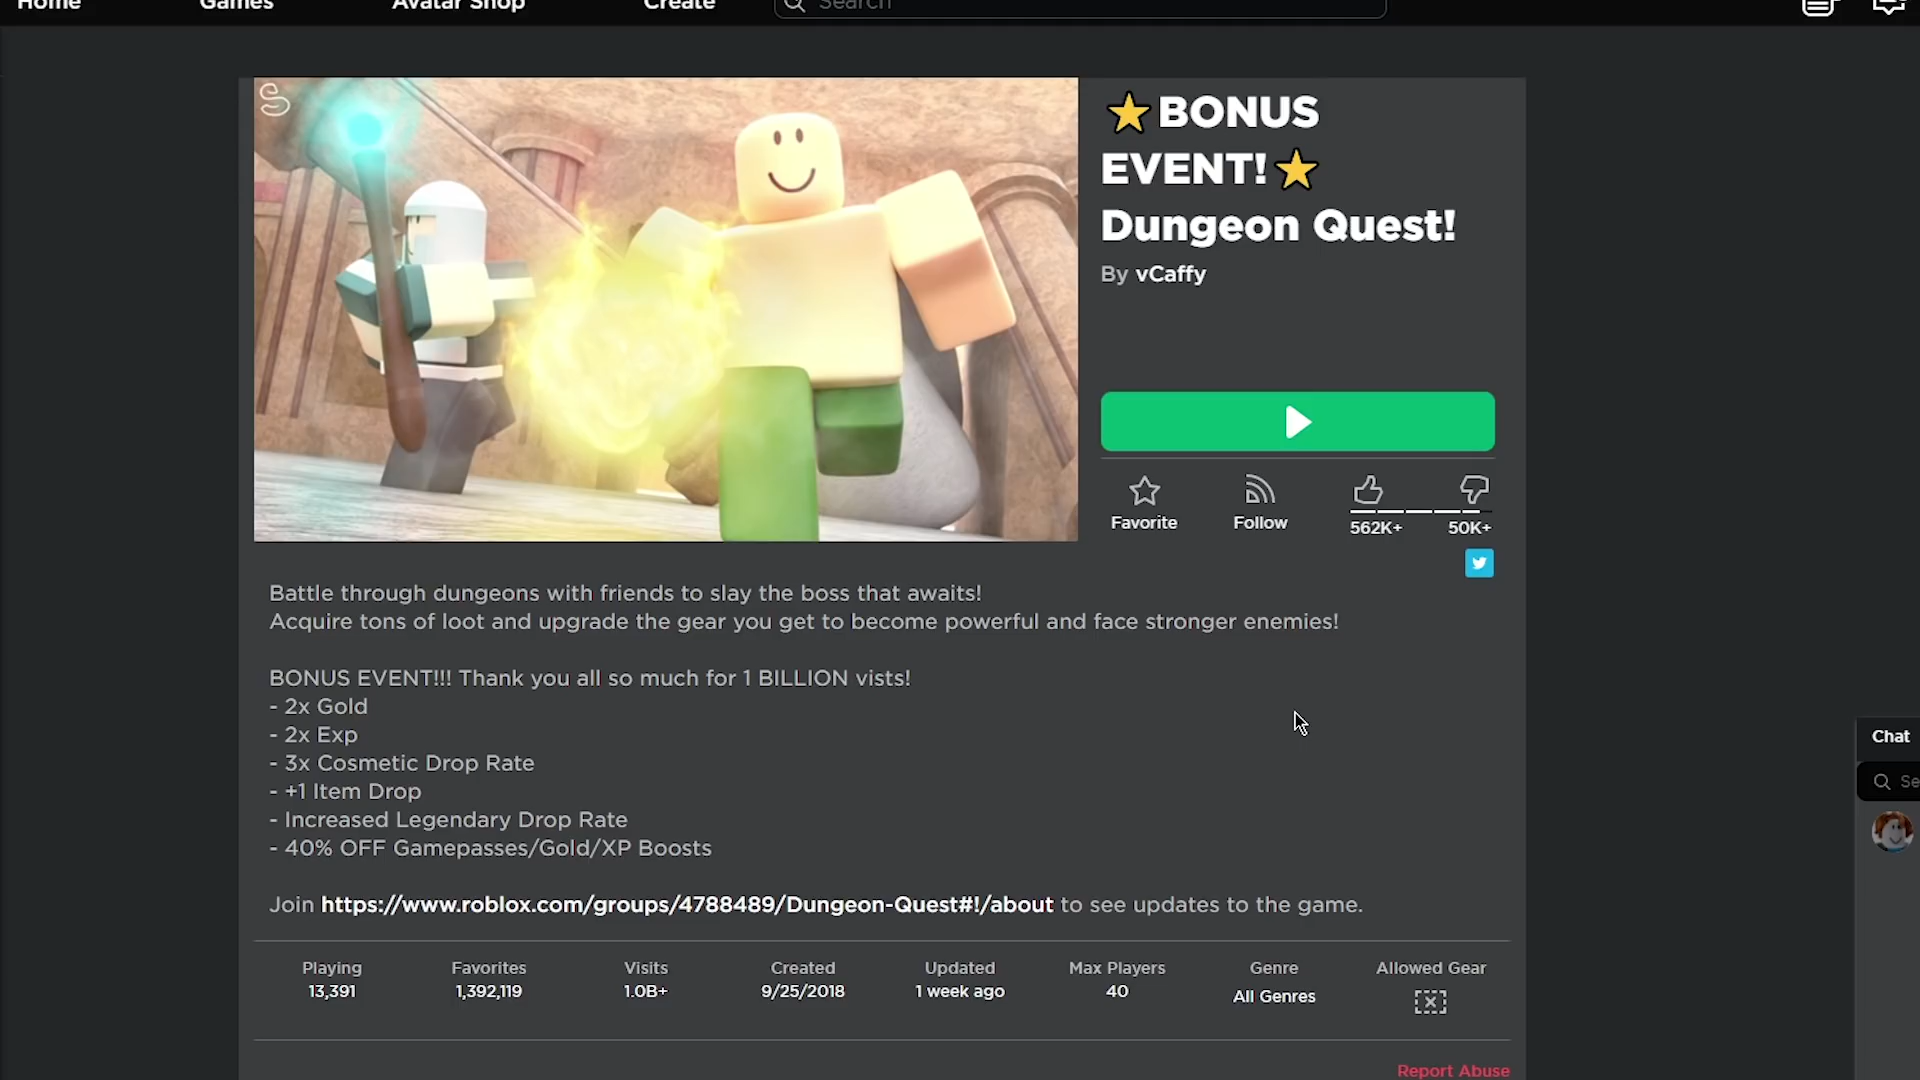 Home Games Avatar Shop Create Search
BONUS
EVENT!
Dungeon Quest!
By vCaffy
Favorite Follow 562K+ 50K+
Battle through dungeons with friends to slay the boss that awaits!
Acquire tons of loot and upgrade the gear you get to become powerful and face stronger enemies!
BONUS EVENT!!! Thank you all so much for 1 BILLION vists!
- 2x Gold
- 2x Exp
- 3x Cosmetic Drop Rate
- +1 Item Drop
- Increased Legendary Drop Rate
- 40% OFF Gamepasses/Gold/XP Boosts
Join https://www.roblox.com/groups/4788489/Dungeon-Quest#!/about to see updates to the game.
Playing Favorites Visits Created Updated Max Players Genre Allowed Gear
13,391 1,392,119 1.0B+ 9/25/2018 1 week ago 40 All Genres
Report Abuse
Chat
Se